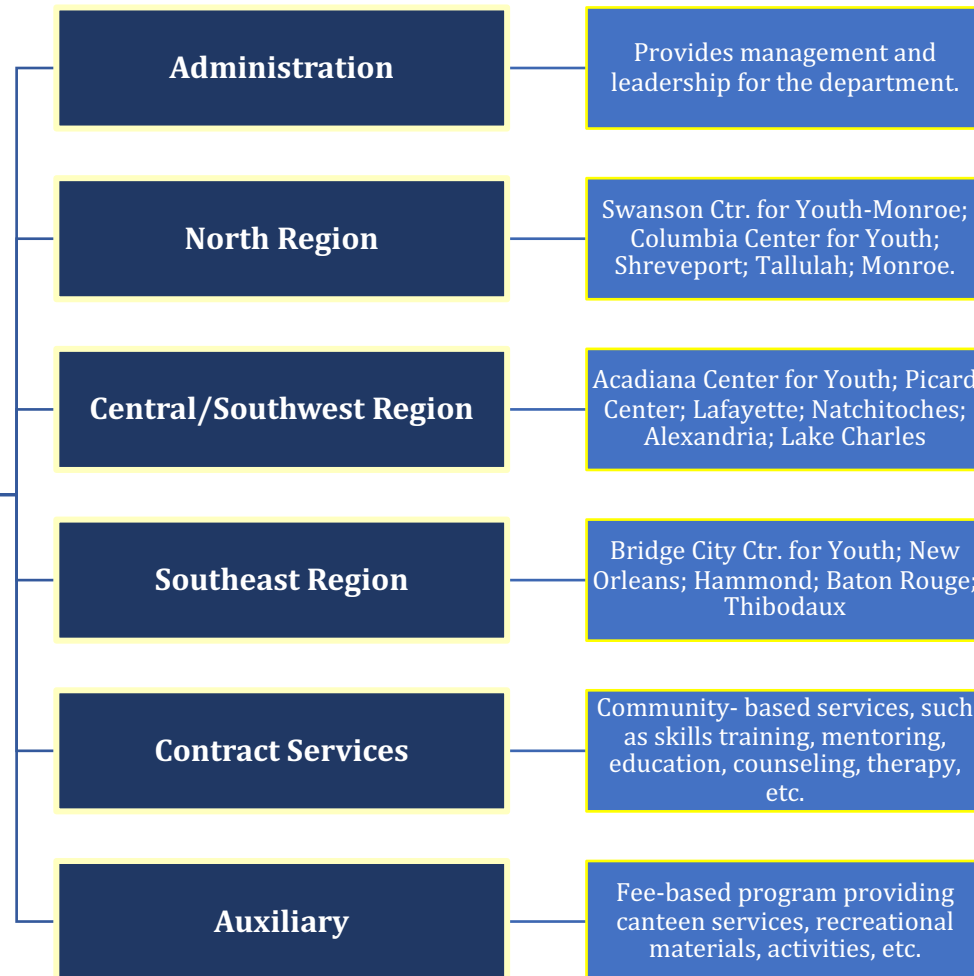 Administration
Provides management and
leadership for the department.
North Region
Swanson Ctr. for Youth-Monroe;
Columbia Center for Youth;
Shreveport; Tallulah; Monroe.
Central/Southwest Region
Acadiana Center for Youth; Picard
Center; Lafayette; Natchitoches;
Alexandria; Lake Charles
Southeast Region
Bridge City Ctr. for Youth; New
Orleans; Hammond; Baton Rouge;
Thibodaux
Contract Services
Community- based services, such
as skills training, mentoring,
education, counseling, therapy,
etc.
Auxiliary
Fee-based program providing
canteen services, recreational
materials, activities, etc.